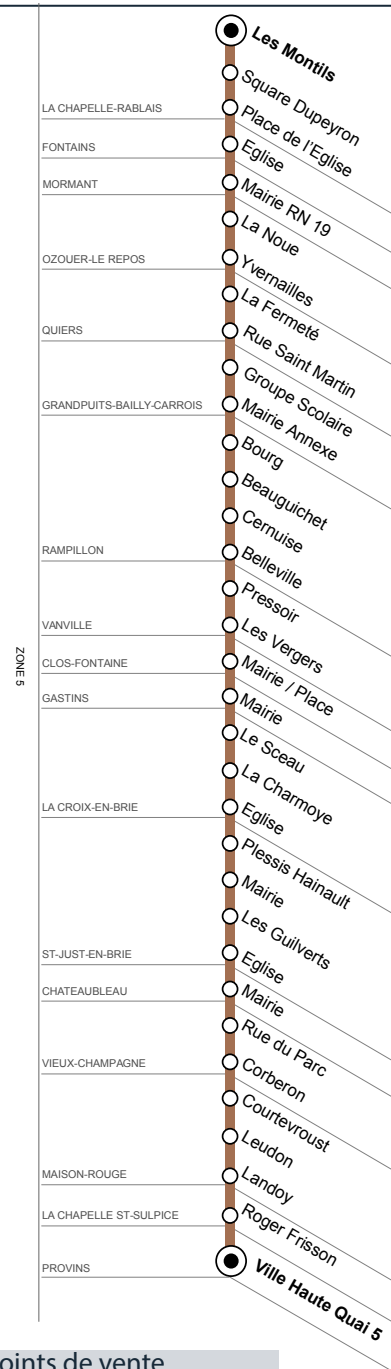 Les Montils
Square Dupeyron
LA CHAPELLE-RABLAIS
Place de l'Eglise
FONTAINS
Eglise
MORMANT
Mairie RN 19
La Noue
OZOUER-LE REPOS
Yvernailles
La Fermeté
QUIERS
Rue Saint Martin
Groupe Scolaire
GRANDPUITS-BAILLY-CARROIS
Mairie Annexe
Bourg
Beauguichet
Cernuise
RAMPILLON
Belleville
Pressoir
VANVILLE
Les Vergers
ZONE 5
CLOS-FONTAINE
Mairie / Place
GASTINS
Mairie
Le Sceau
La Charmoye
LA CROIX-EN-BRIE
Eglise
Plessis Hainault
Mairie
Les Guilverts
ST-JUST-EN-BRIE
Eglise
CHATEAUBLEAU
Mairie
Rue du Parc
VIEUX-CHAMPAGNE
Corberon
Courtevroust
Leudon
MAISON-ROUGE
Landoy
LA CHAPELLE ST-SULPICE
Roger Frisson
PROVINS
Ville Haute Quai 5
oints de vente